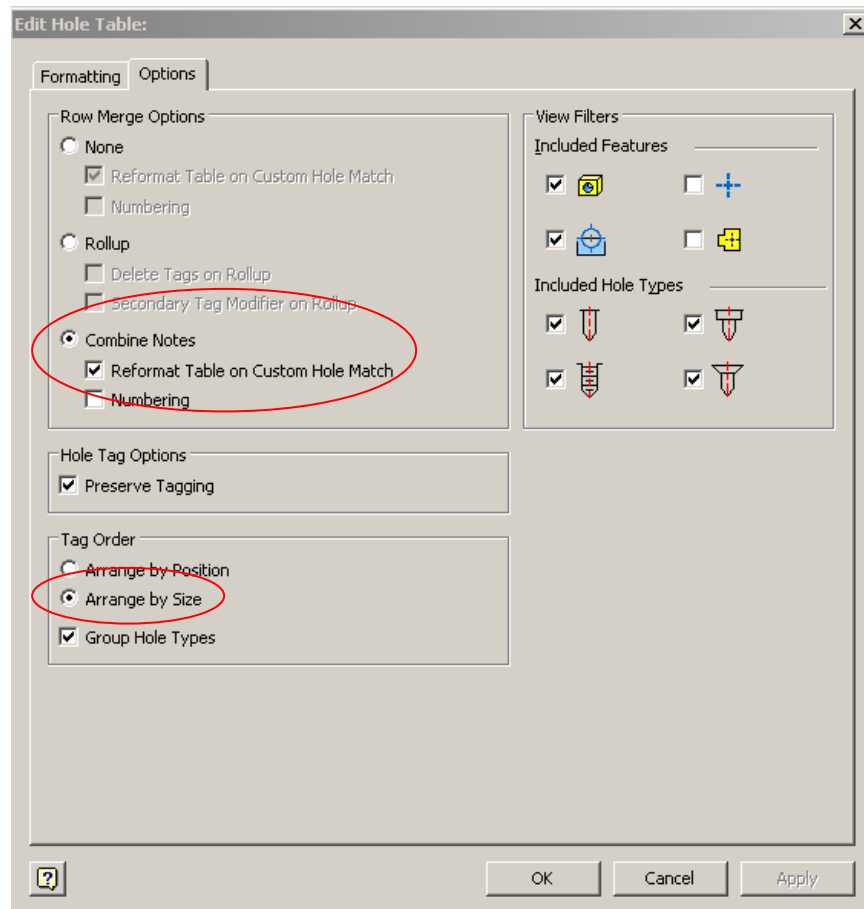 Edit Hole Table:
Formatting
Options
Row Merge Options
None
Reformat Table on Custom Hole Match
Numbering
Rollup
Delete Tags on Rollup
Secondary Tag Modifier on Rollup
Combine Notes
Reformat Table on Custom Hole Match
Numbering
Hole Tag Options
Preserve Tagging
Tag Order
Arrange by Position
Arrange by Size
Group Hole Types
View Filters
Included Features
Included Hole Types
OK
Cancel
Apply